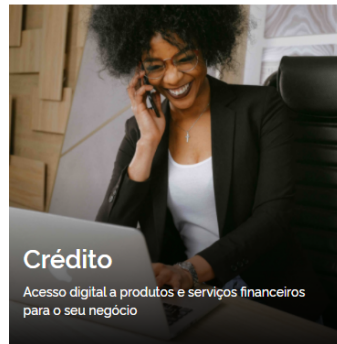 Crédito
Acesso digital a produtos e serviços financeiros
para o seu negócio